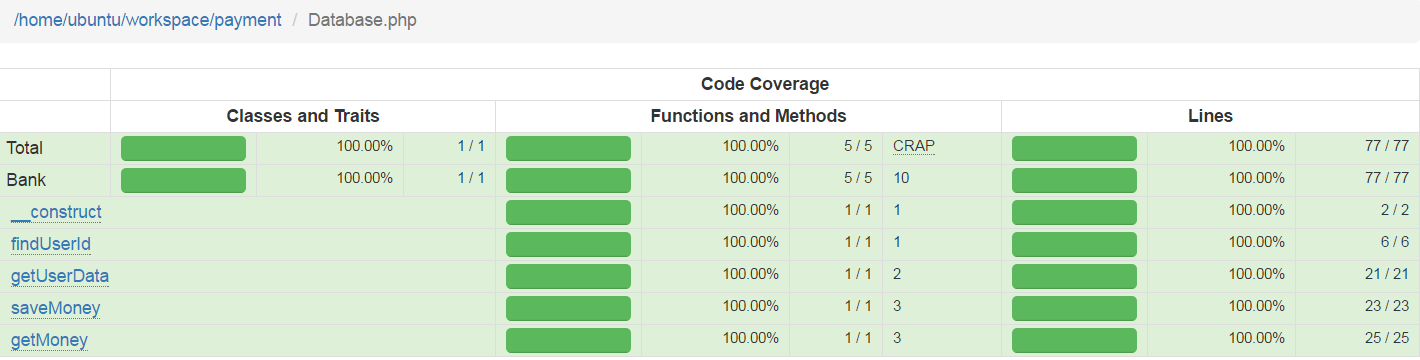 /home/ubuntu/workspace/payment / Database.php
Code Coverage
Classes and Traits Functions and Methods Lines
Total 100.00% 1 / 1 100.00% 5 / 5 CRAP 100.00% 77 / 77
Bank 100.00% 1 / 1 100.00% 5 / 5 10 100.00% 77 / 77
__construct 100.00% 1 / 1 1 100.00% 2 / 2
findUserId 100.00% 1 / 1 1 100.00% 6 / 6
getUserData 100.00% 1 / 1 2 100.00% 21 / 21
saveMoney 100.00% 1 / 1 3 100.00% 23 / 23
getMoney 100.00% 1 / 1 3 100.00% 25 / 25